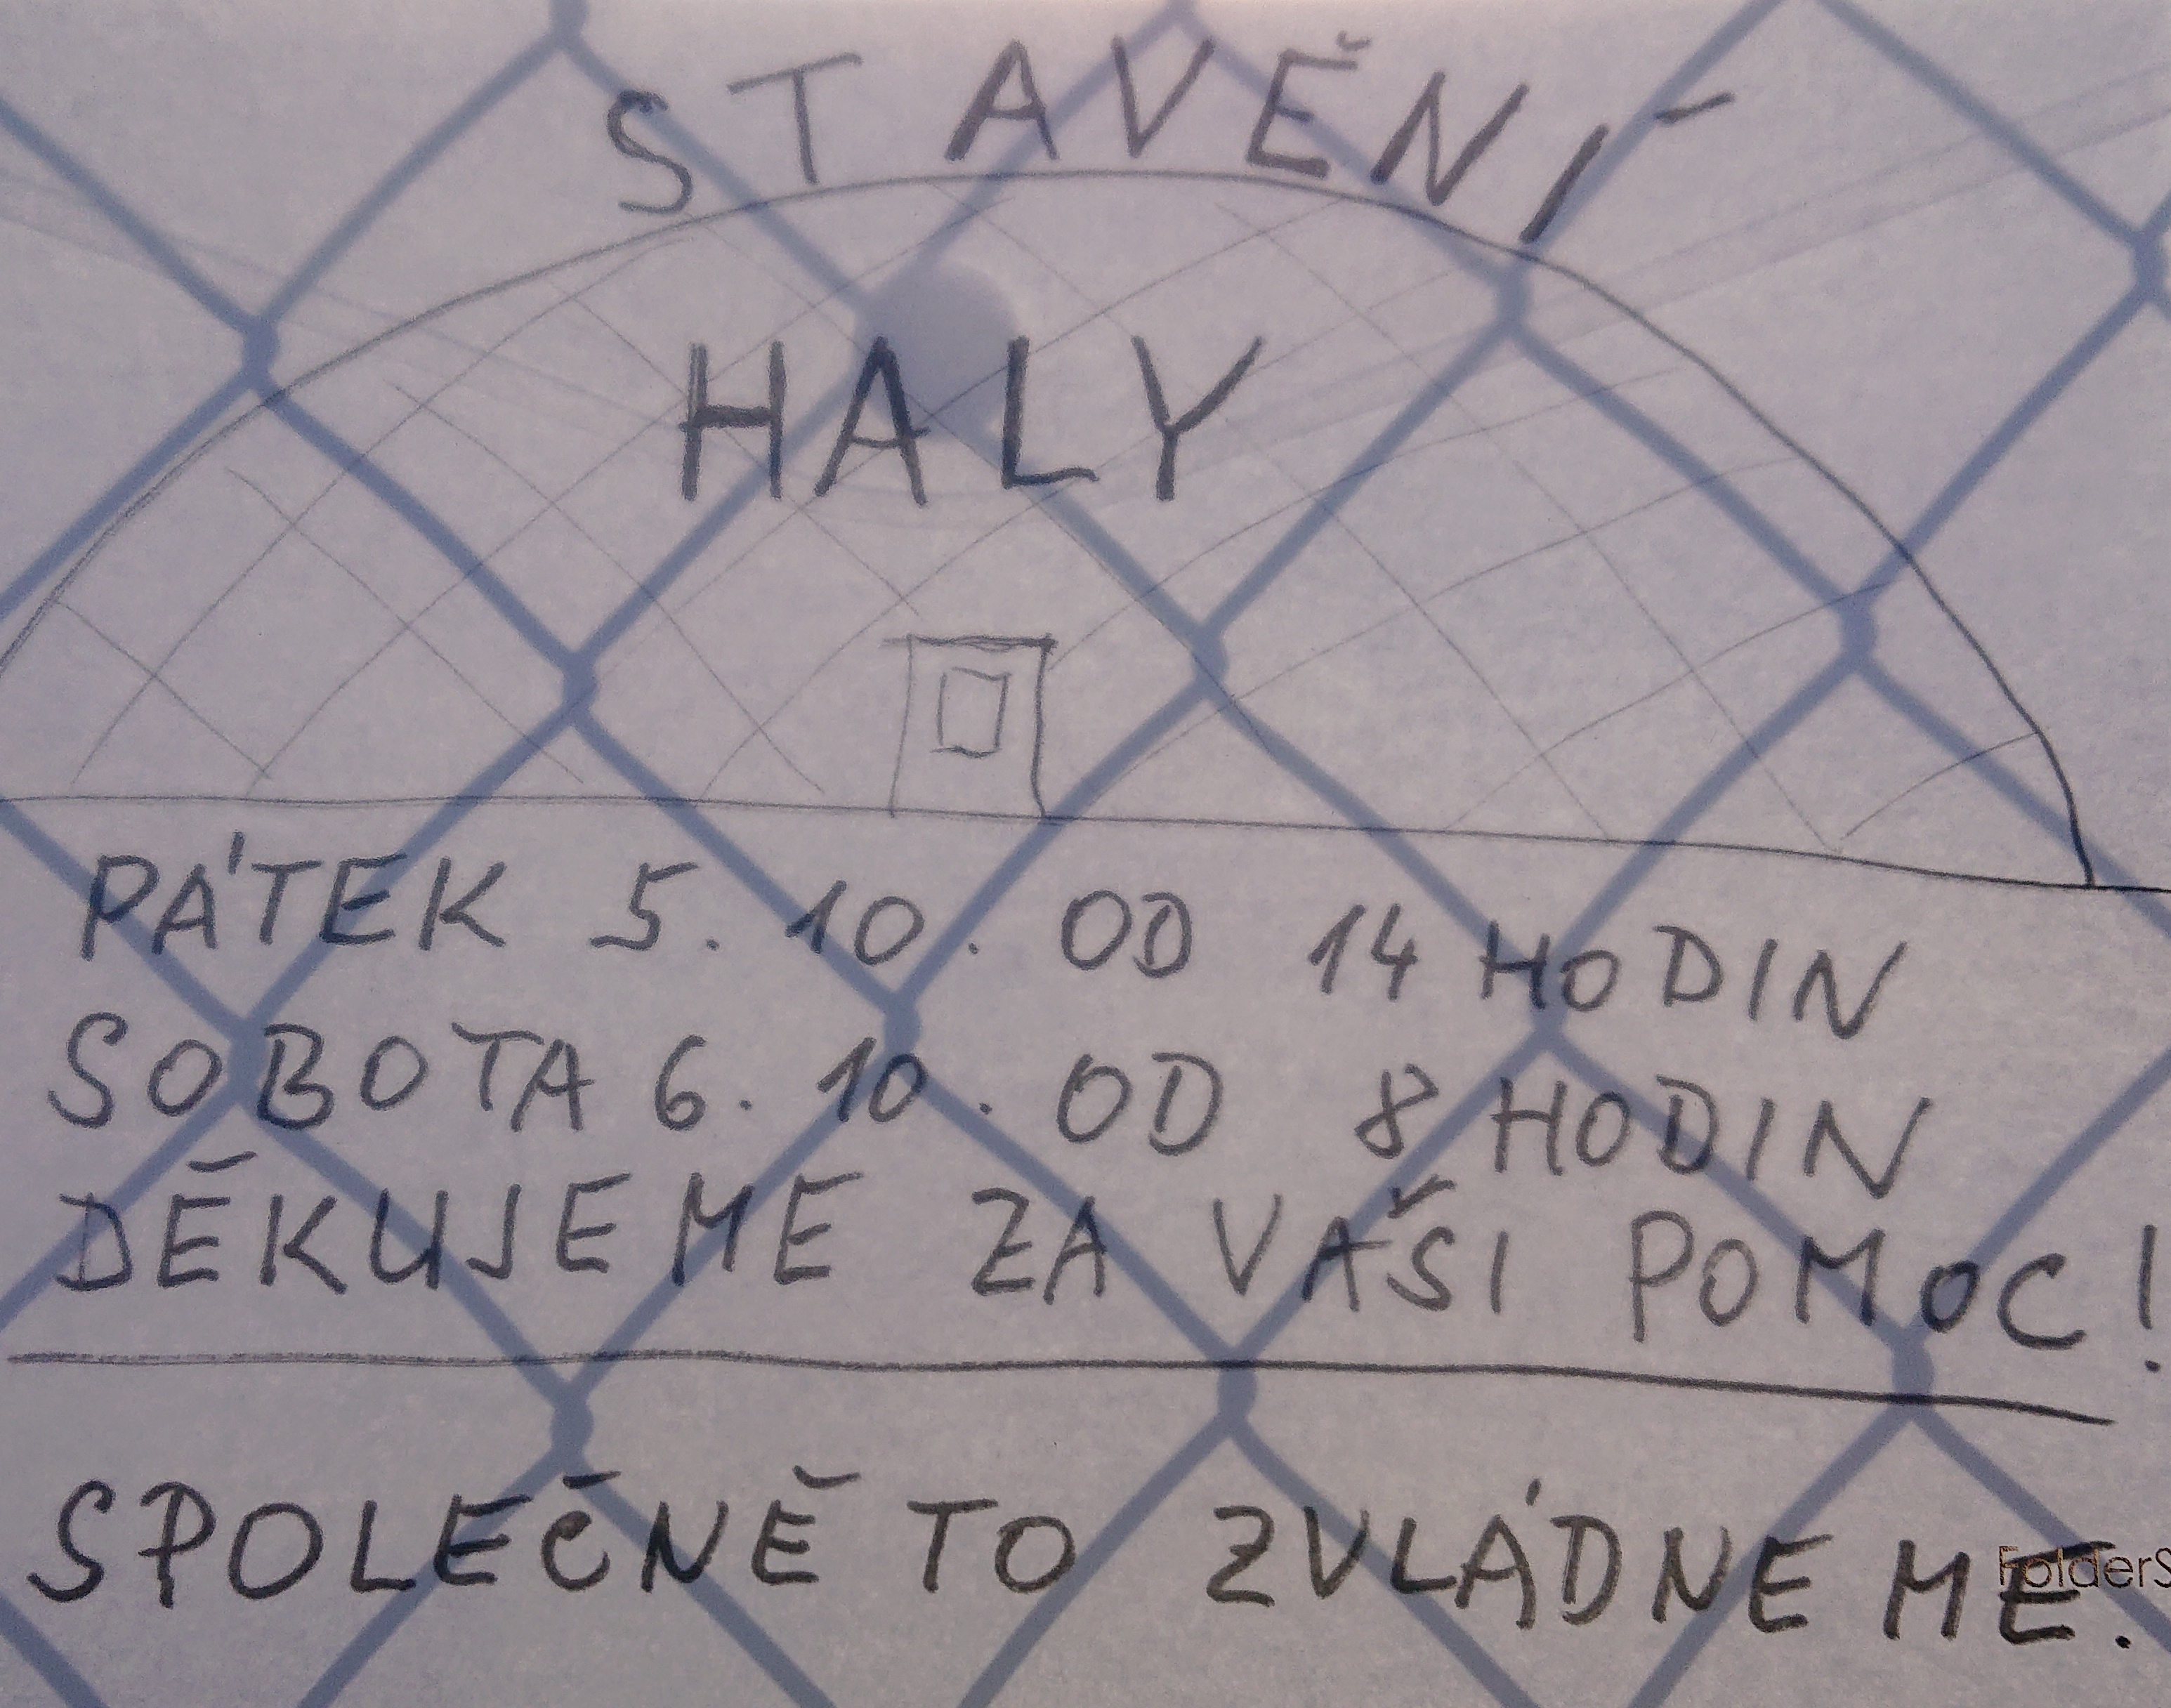 STAVĚNÍ
HALY
PÁTEK 5. 10. OD 14 HODIN
SOBOTA 6. 10. OD 8 HODIN
DĚKUJEME ZA VAŠI POMOC!
SPOLEČNĚ TO ZVLÁDNEME.
FolderS